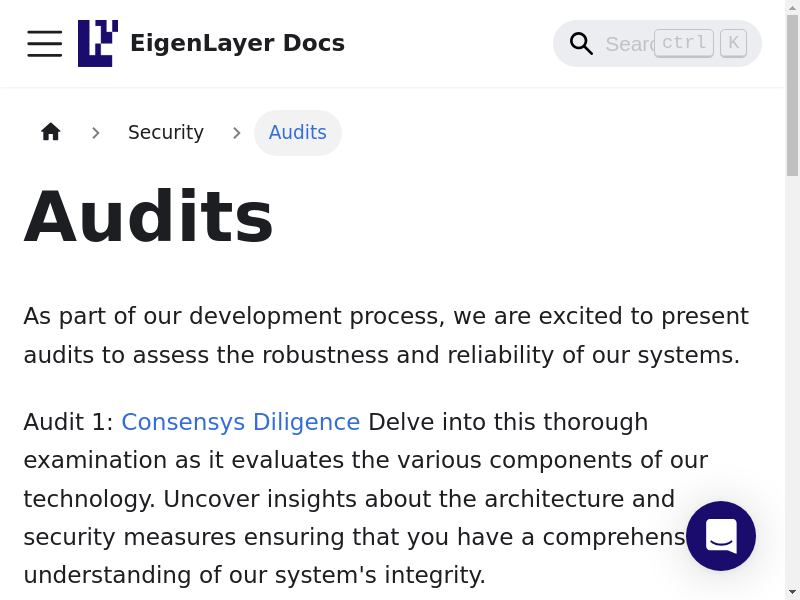 EigenLayer Docs
Sear
ctrl K
Security
Audits
Audits
As part of our development process, we are excited to present
audits to assess the robustness and reliability of our systems.
Audit 1: Consensys Diligence Delve into this thorough
examination as it evaluates the various components of our
technology. Uncover insights about the architecture and
security measures ensuring that you have a comprehens
understanding of our system's integrity.